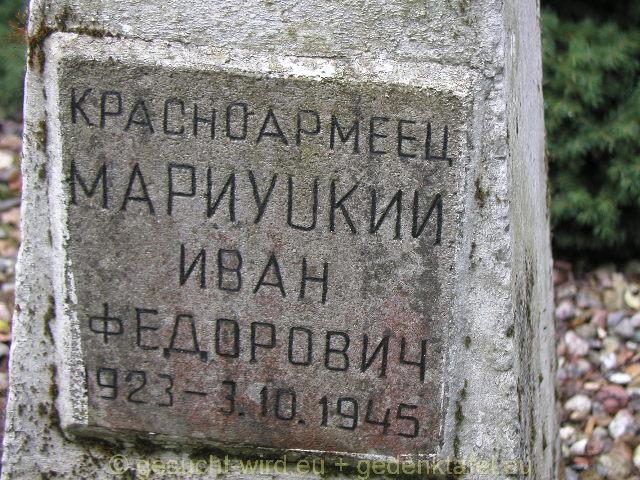 КРАСНОАРМЕЕЦ
МАРИУЦКИЙ
ИВАН
ФЕДОРОВИЧ
1923-3.10.1945
© gesucht-wird.eu + gedenktafel.eu